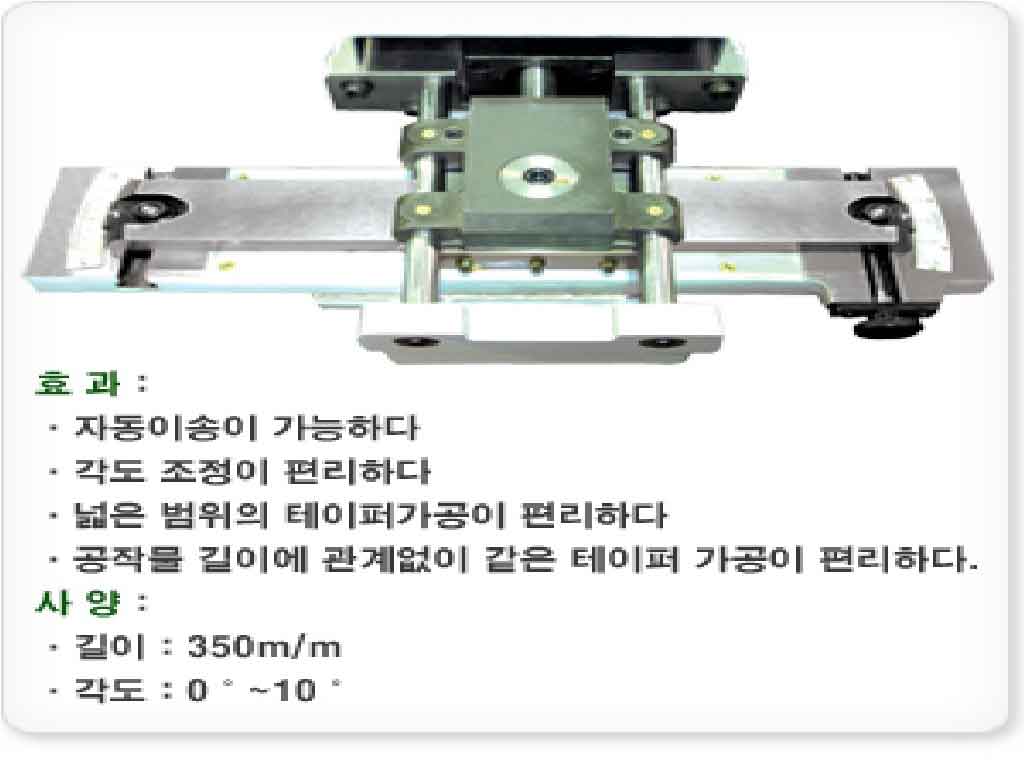 효 과 :
· 자동이송이 가능하다
· 각도 조정이 편리하다
· 넓은 범위의 테이퍼가공이 편리하다
· 공작물 길이에 관계없이 같은 테이퍼 가공이 편리하다.
사 양 :
· 길이 : 350m/m
· 각도 : 0 ° ~10 °